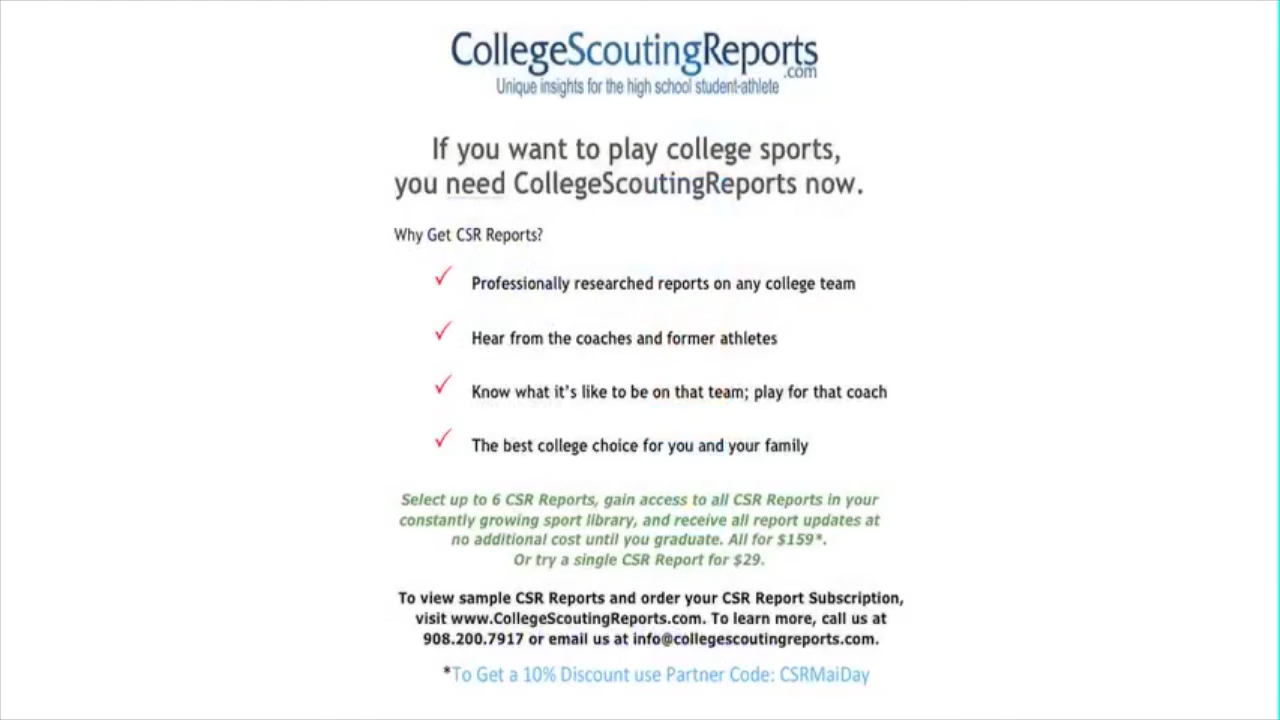 CollegeScoutingReports
.com
Unique insights for the high school student-athlete
If you want to play college sports,
you need CollegeScoutingReports now.
Why Get CSR Reports?
✓ Professionally researched reports on any college team
✓ Hear from the coaches and former athletes
✓ Know what it's like to be on that team; play for that coach
✓ The best college choice for you and your family
Select up to 6 CSR Reports, gain access to all CSR Reports in your
constantly growing sport library, and receive all report updates at
no additional cost until you graduate. All for $159*.
Or try a single CSR Report for $29.
To view sample CSR Reports and order your CSR Report Subscription,
visit www.CollegeScoutingReports.com. To learn more, call us at
908.200.7917 or email us at info@collegescoutingreports.com.
*To Get a 10% Discount use Partner Code: CSRMaiDay